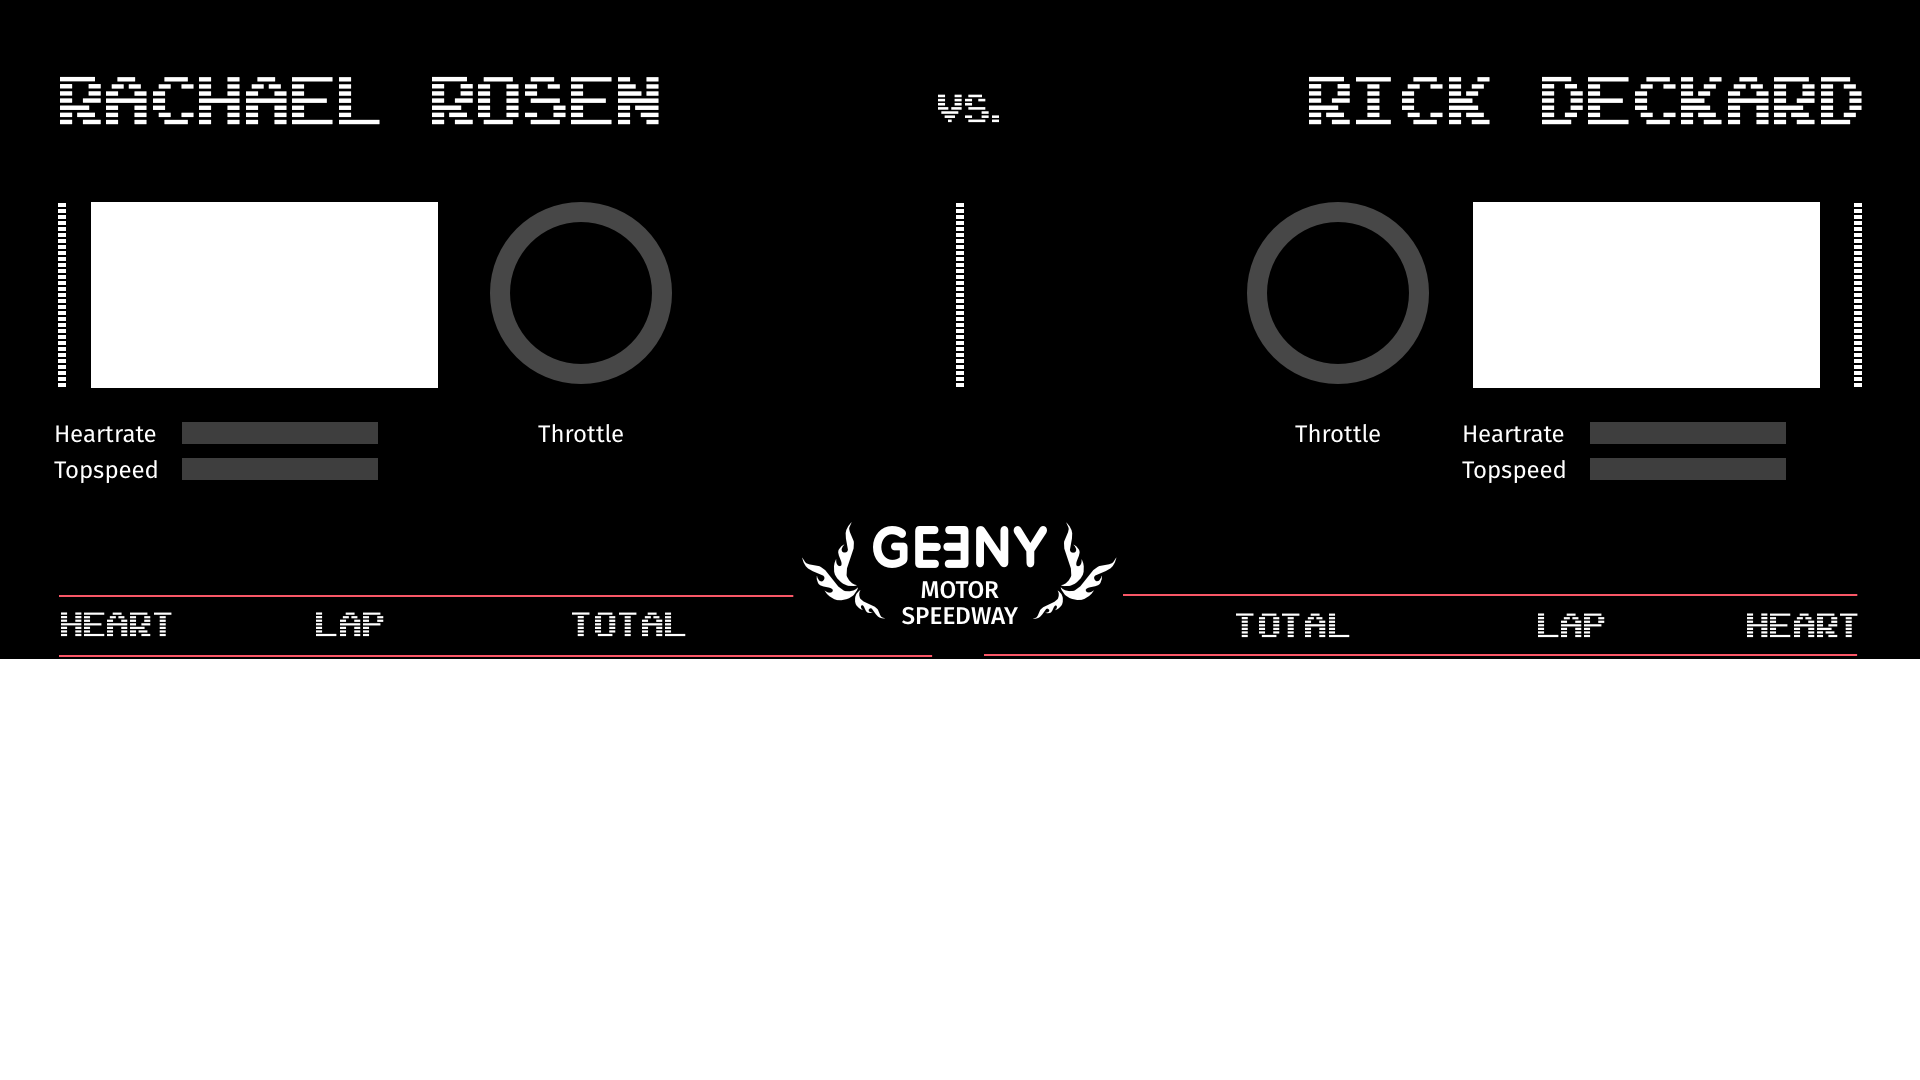 RACHAEL ROSEN vs. RICK DECKARD
Heartrate Throttle Throttle Heartrate
Topspeed Topspeed
GEENY
MOTOR
SPEEDWAY
HEART LAP TOTAL TOTAL LAP HEART